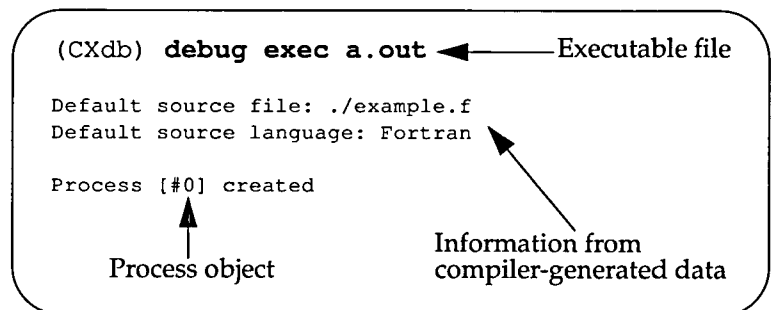 (CXdb) debug exec a.out
Executable file
Default source file: ./example.f
Default source language: Fortran
Process [#0] created
Process object
Information from
compiler-generated data